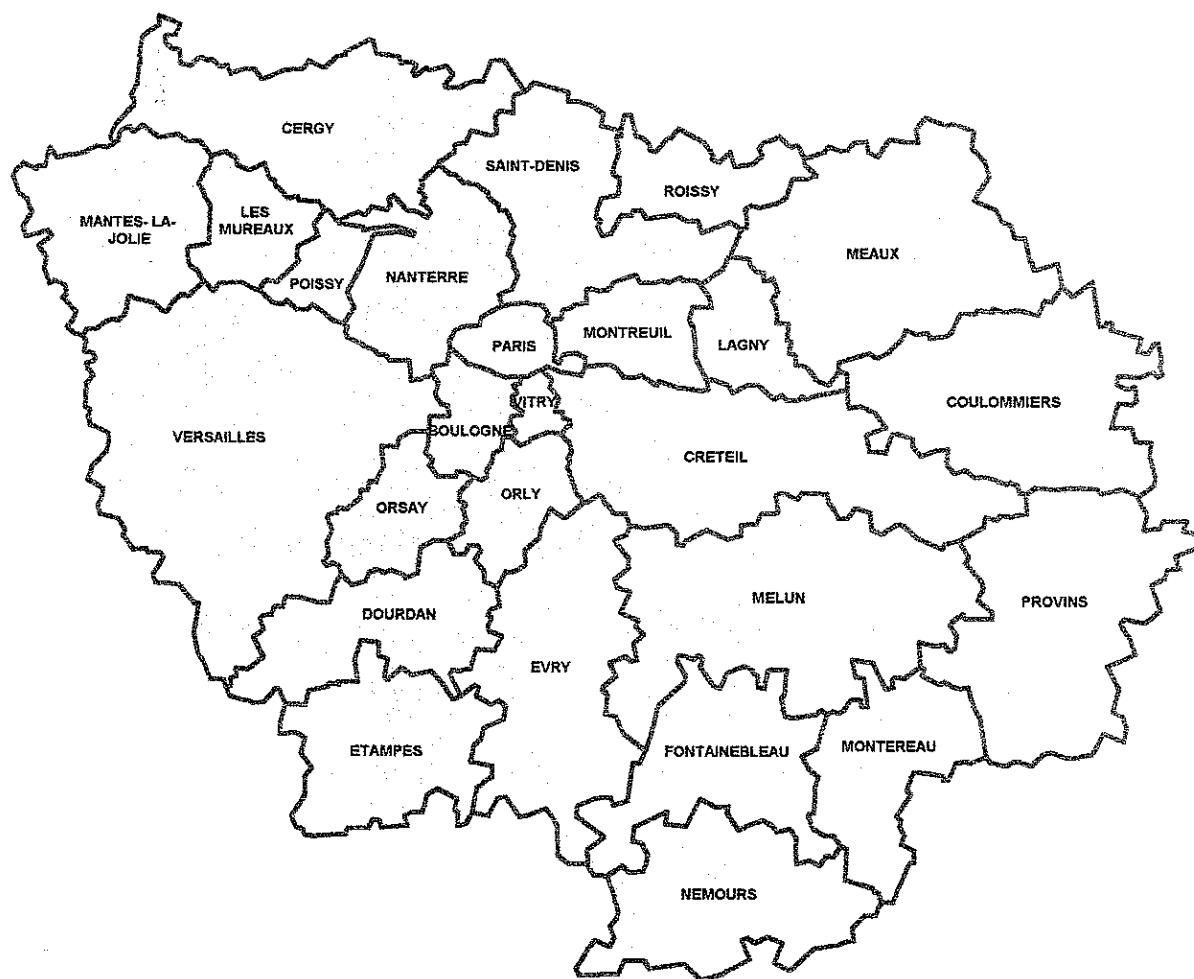 CERGY
SAINT-DENIS
ROISSY
MANTES-LA-
JOLIE
LES
MUREAUX
POISSY
NANTERRE
MEAUX
PARIS
MONTREUIL
LAGNY
VITRY
COULOMMIERS
VERSAILLES
BOULOGNE
CRETEIL
ORSAY
ORLY
DOURDAN
MELUN
PROVINS
EVRY
ETAMPES
FONTAINEBLEAU
MONTEREAU
NEMOURS